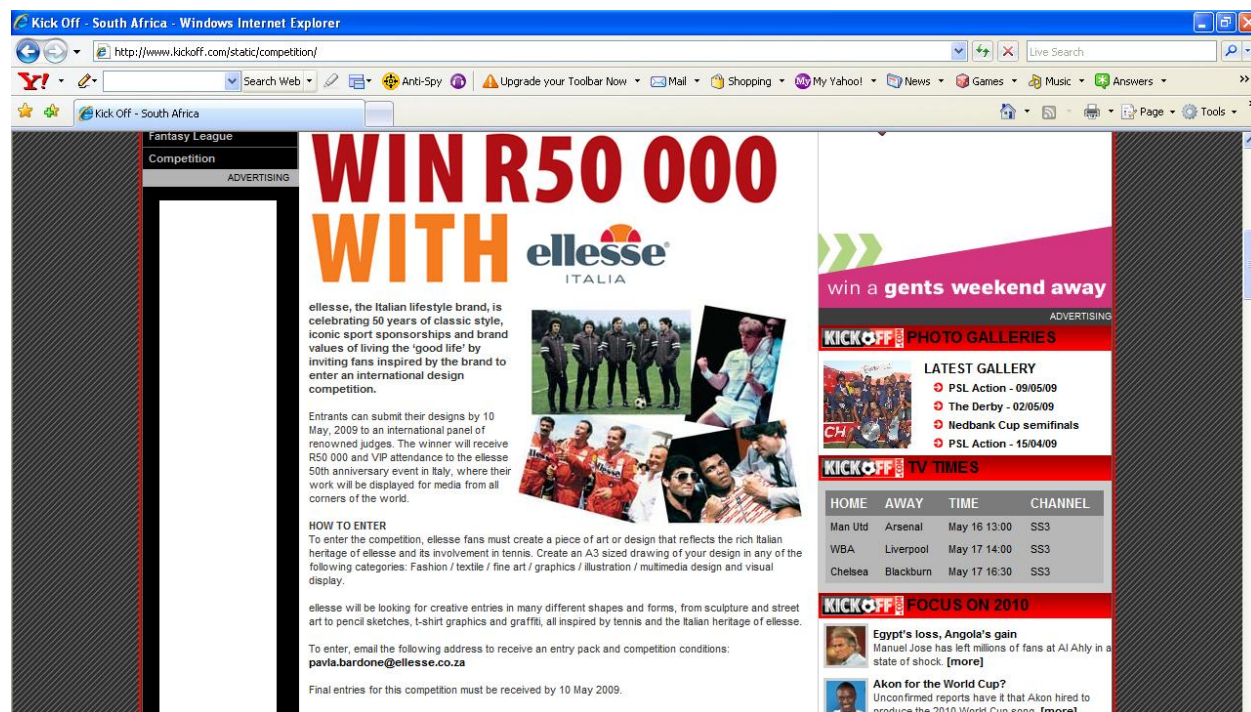 Kick Off - South Africa - Windows Internet Explorer
http://www.kickoff.com/static/competition/
Live Search
Y! Search Web Anti-Spy Upgrade your Toolbar Now Mail Shopping My Yahoo! News Games Music Answers »
Kick Off - South Africa
Page Tools
Fantasy League
Competition
ADVERTISING
WIN R50 000
WITH ellesse
ITALIA
ellesse, the Italian lifestyle brand, is
celebrating 50 years of classic style,
iconic sport sponsorships and brand
values of living the ‘good life’ by
inviting fans inspired by the brand to
enter an international design
competition.
Entrants can submit their designs by 10
May, 2009 to an international panel of
renowned judges. The winner will receive
R50 000 and VIP attendance to the ellesse
50th anniversary event in Italy, where their
work will be displayed for media from all
corners of the world.
HOW TO ENTER
To enter the competition, ellesse fans must create a piece of art or design that reflects the rich Italian
heritage of ellesse and its involvement in tennis. Create an A3 sized drawing of your design in any of the
following categories: Fashion / textile / fine art / graphics / illustration / multimedia design and visual
display.
ellesse will be looking for creative entries in many different shapes and forms, from sculpture and street
art to pencil sketches, t-shirt graphics and graffiti, all inspired by tennis and the Italian heritage of ellesse.
To enter, email the following address to receive an entry pack and competition conditions:
pavla.bardone@ellesse.co.za
Final entries for this competition must be received by 10 May 2009.
win a gents weekend away
ADVERTISING
KICKOFF.COM PHOTO GALLERIES
LATEST GALLERY
PSL Action - 09/05/09
The Derby - 02/05/09
Nedbank Cup semifinals
PSL Action - 15/04/09
KICKOFF.COM TV TIMES
HOME AWAY TIME CHANNEL
Man Utd Arsenal May 16 13:00 SS3
WBA Liverpool May 17 14:00 SS3
Chelsea Blackburn May 17 16:30 SS3
KICKOFF.COM FOCUS ON 2010
Egypt's loss, Angola's gain
Manuel Jose has left millions of fans at Al Ahly in a
state of shock. [more]
Akon for the World Cup?
Unconfirmed reports have it that Akon hired to
produce the 2010 World Cup song. [more]